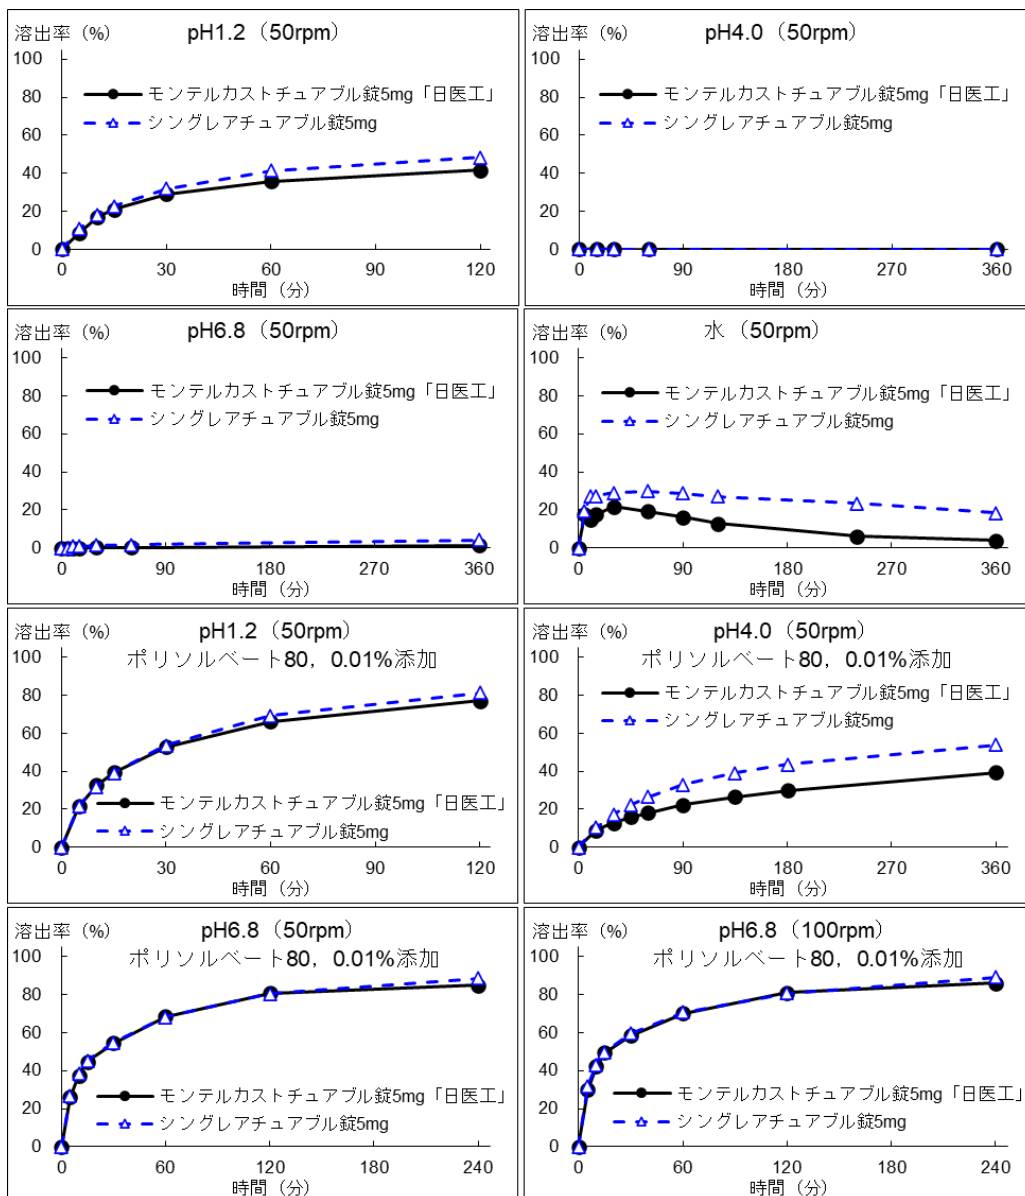 溶出率（%） pH1.2（50rpm）
100
80
モンテルカストチュアブル錠5mg「日医工」
シングレアチュアブル錠5mg
60
40
20
0
0 30 60 90 120
時間（分）
溶出率（%） pH4.0（50rpm）
100
80
モンテルカストチュアブル錠5mg「日医工」
シングレアチュアブル錠5mg
60
40
20
0
0 90 180 270 360
時間（分）
溶出率（%） pH6.8（50rpm）
100
80
モンテルカストチュアブル錠5mg「日医工」
シングレアチュアブル錠5mg
60
40
20
0
0 90 180 270 360
時間（分）
溶出率（%） 水（50rpm）
100
80
モンテルカストチュアブル錠5mg「日医工」
シングレアチュアブル錠5mg
60
40
20
0
0 90 180 270 360
時間（分）
溶出率（%） pH1.2（50rpm）
ポリソルベート80，0.01%添加
100
80
60
40
モンテルカストチュアブル錠5mg「日医工」
20
シングレアチュアブル錠5mg
0
0 30 60 90 120
時間（分）
溶出率（%） pH4.0（50rpm）
ポリソルベート80，0.01%添加
100
80
モンテルカストチュアブル錠5mg「日医工」
シングレアチュアブル錠5mg
60
40
20
0
0 90 180 270 360
時間（分）
溶出率（%） pH6.8（50rpm）
ポリソルベート80，0.01%添加
100
80
60
40
モンテルカストチュアブル錠5mg「日医工」
20
シングレアチュアブル錠5mg
0
0 60 120 180 240
時間（分）
溶出率（%） pH6.8（100rpm）
ポリソルベート80，0.01%添加
100
80
60
40
モンテルカストチュアブル錠5mg「日医工」
20
シングレアチュアブル錠5mg
0
0 60 120 180 240
時間（分）